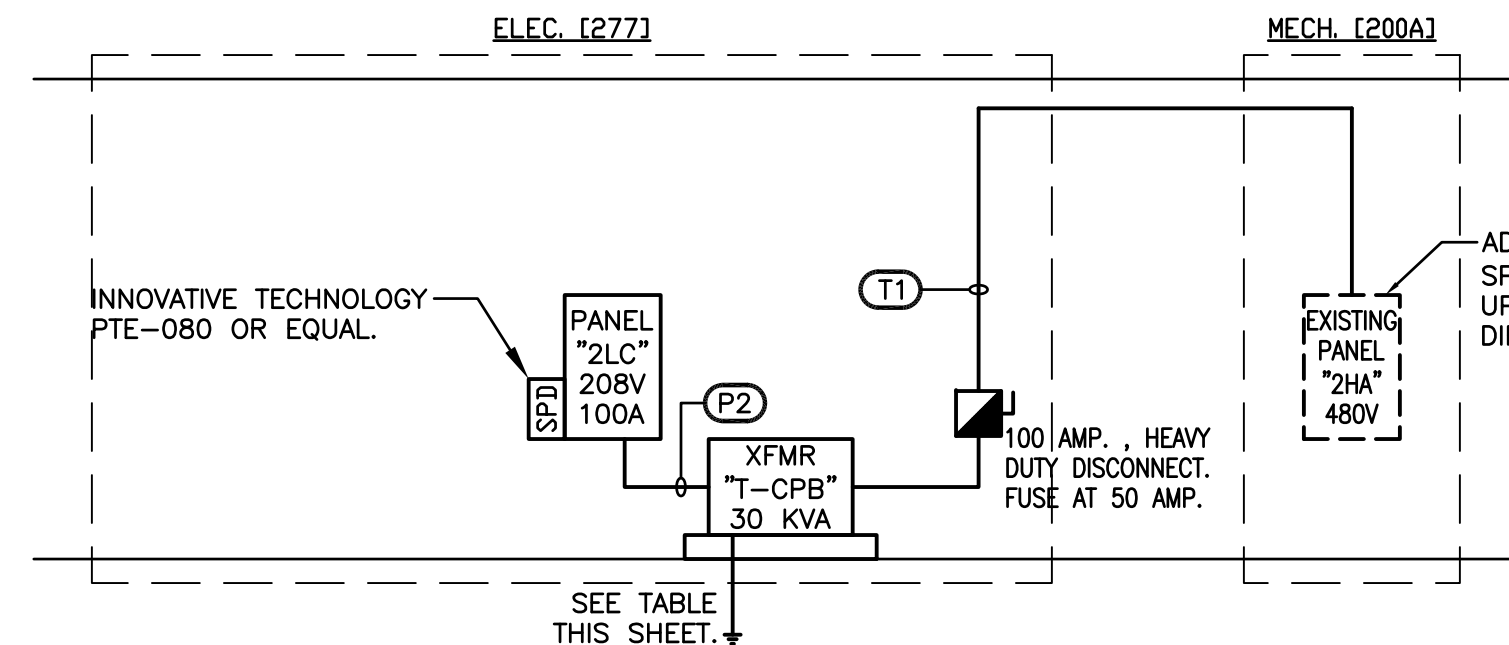 ELEC. [277]
MECH. [200A]
INNOVATIVE TECHNOLOGY
PTE-080 OR EQUAL.
SPD
PANEL
"2LC"
208V
100A
P2
XFMR
"T-CPB"
30 KVA
T1
100 AMP. , HEAVY
DUTY DISCONNECT.
FUSE AT 50 AMP.
EXISTING
PANEL
"2HA"
480V
SEE TABLE
THIS SHEET.